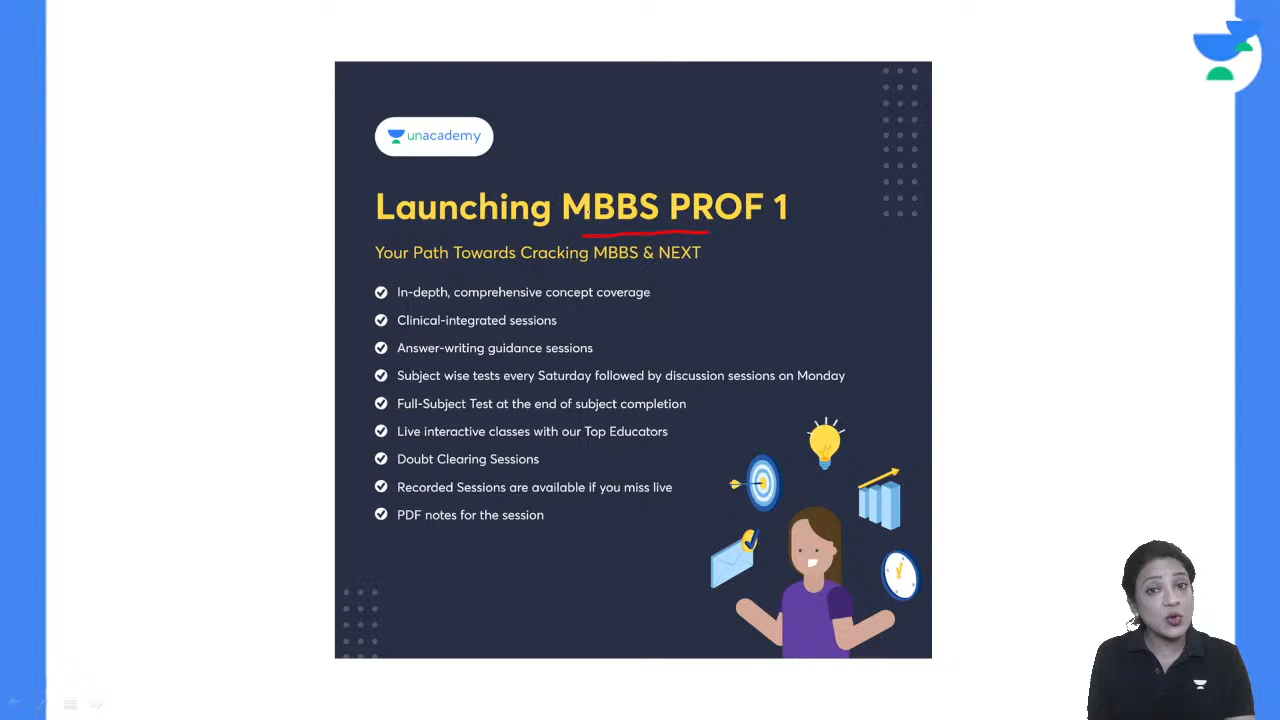 unacademy
Launching MBBS PROF 1
Your Path Towards Cracking MBBS & NEXT
In-depth, comprehensive concept coverage
Clinical-integrated sessions
Answer-writing guidance sessions
Subject wise tests every Saturday followed by discussion sessions on Monday
Full-Subject Test at the end of subject completion
Live interactive classes with our Top Educators
Doubt Clearing Sessions
Recorded Sessions are available if you miss live
PDF notes for the session